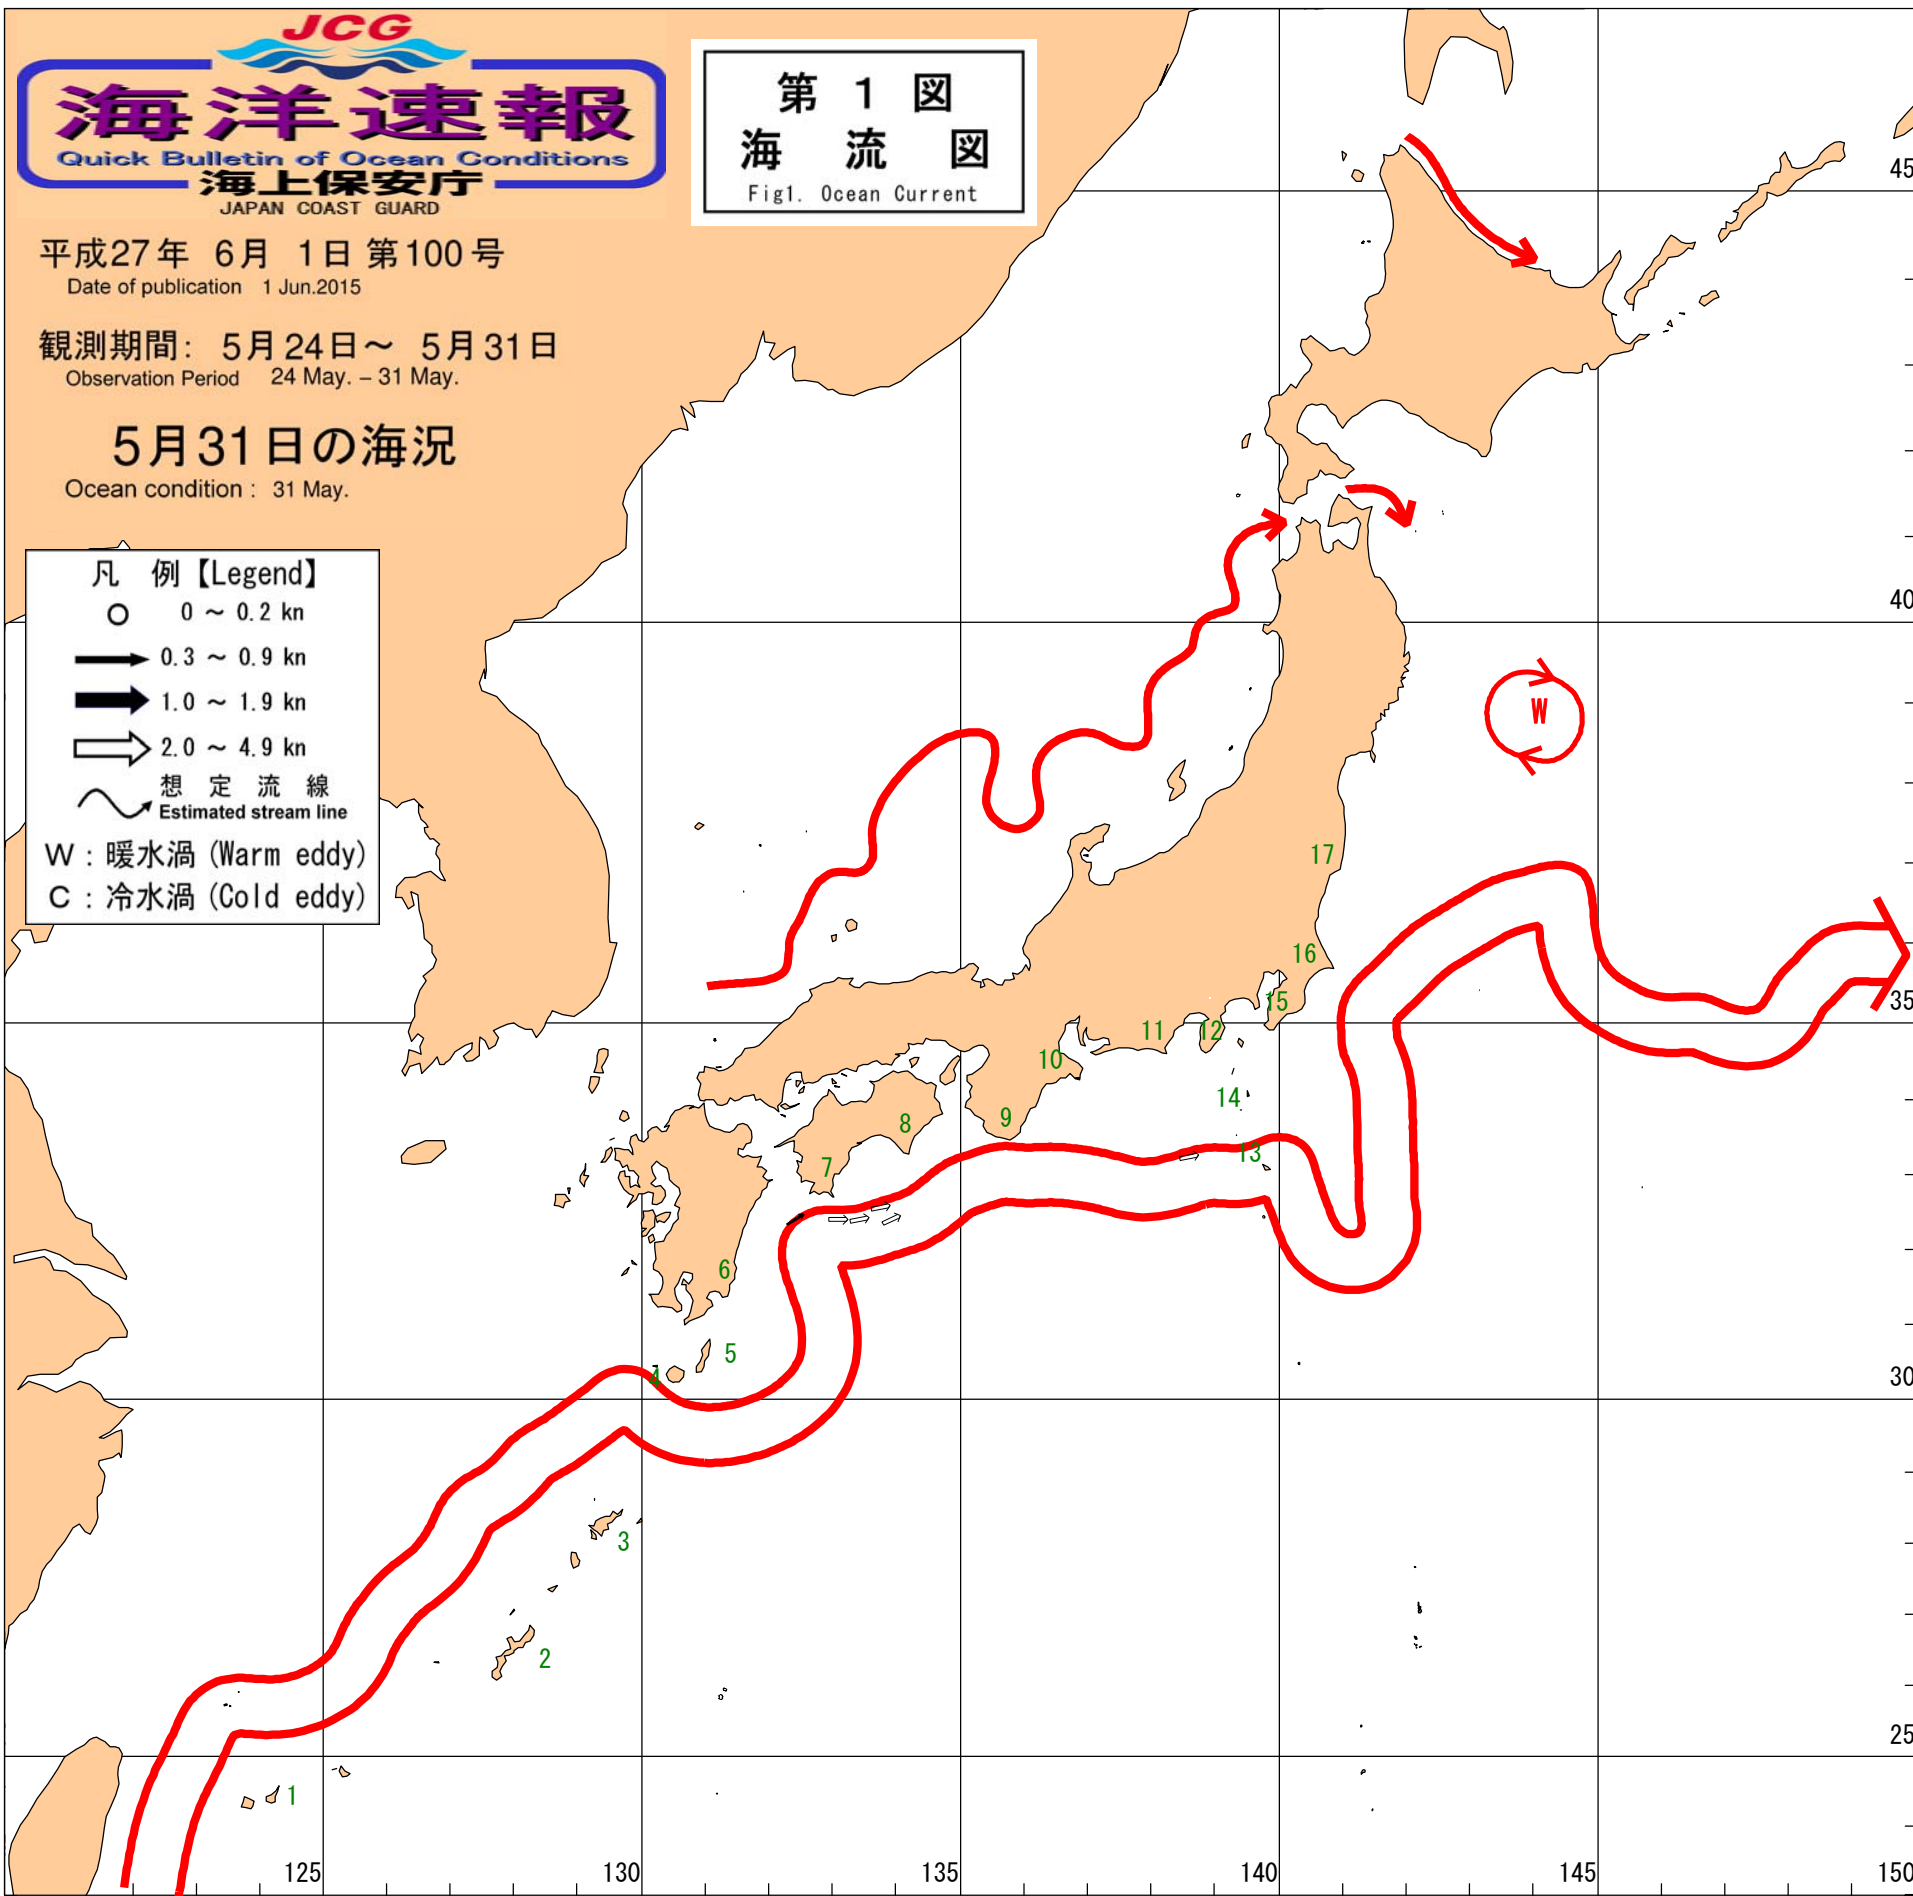 JCG
海洋速報
Quick Bulletin of Ocean Conditions
海上保安庁
JAPAN COAST GUARD
平成27年 6月 1日 第100号
Date of publication 1 Jun.2015
観測期間: 5月24日～ 5月31日
Observation Period 24 May. – 31 May.
5月31日の海況
Ocean condition : 31 May.
第 1 図
海 流 図
Fig1. Ocean Current
凡 例【Legend】
0 ～ 0.2 kn
0.3 ～ 0.9 kn
1.0 ～ 1.9 kn
2.0 ～ 4.9 kn
想 定 流 線
Estimated stream line
W : 暖水渦 (Warm eddy)
C : 冷水渦 (Cold eddy)
45
40
W
17
16
35
15
12
11
10
14
9
8
13
7
6
5
4
30
3
2
25
1
125
130
135
140
145
150